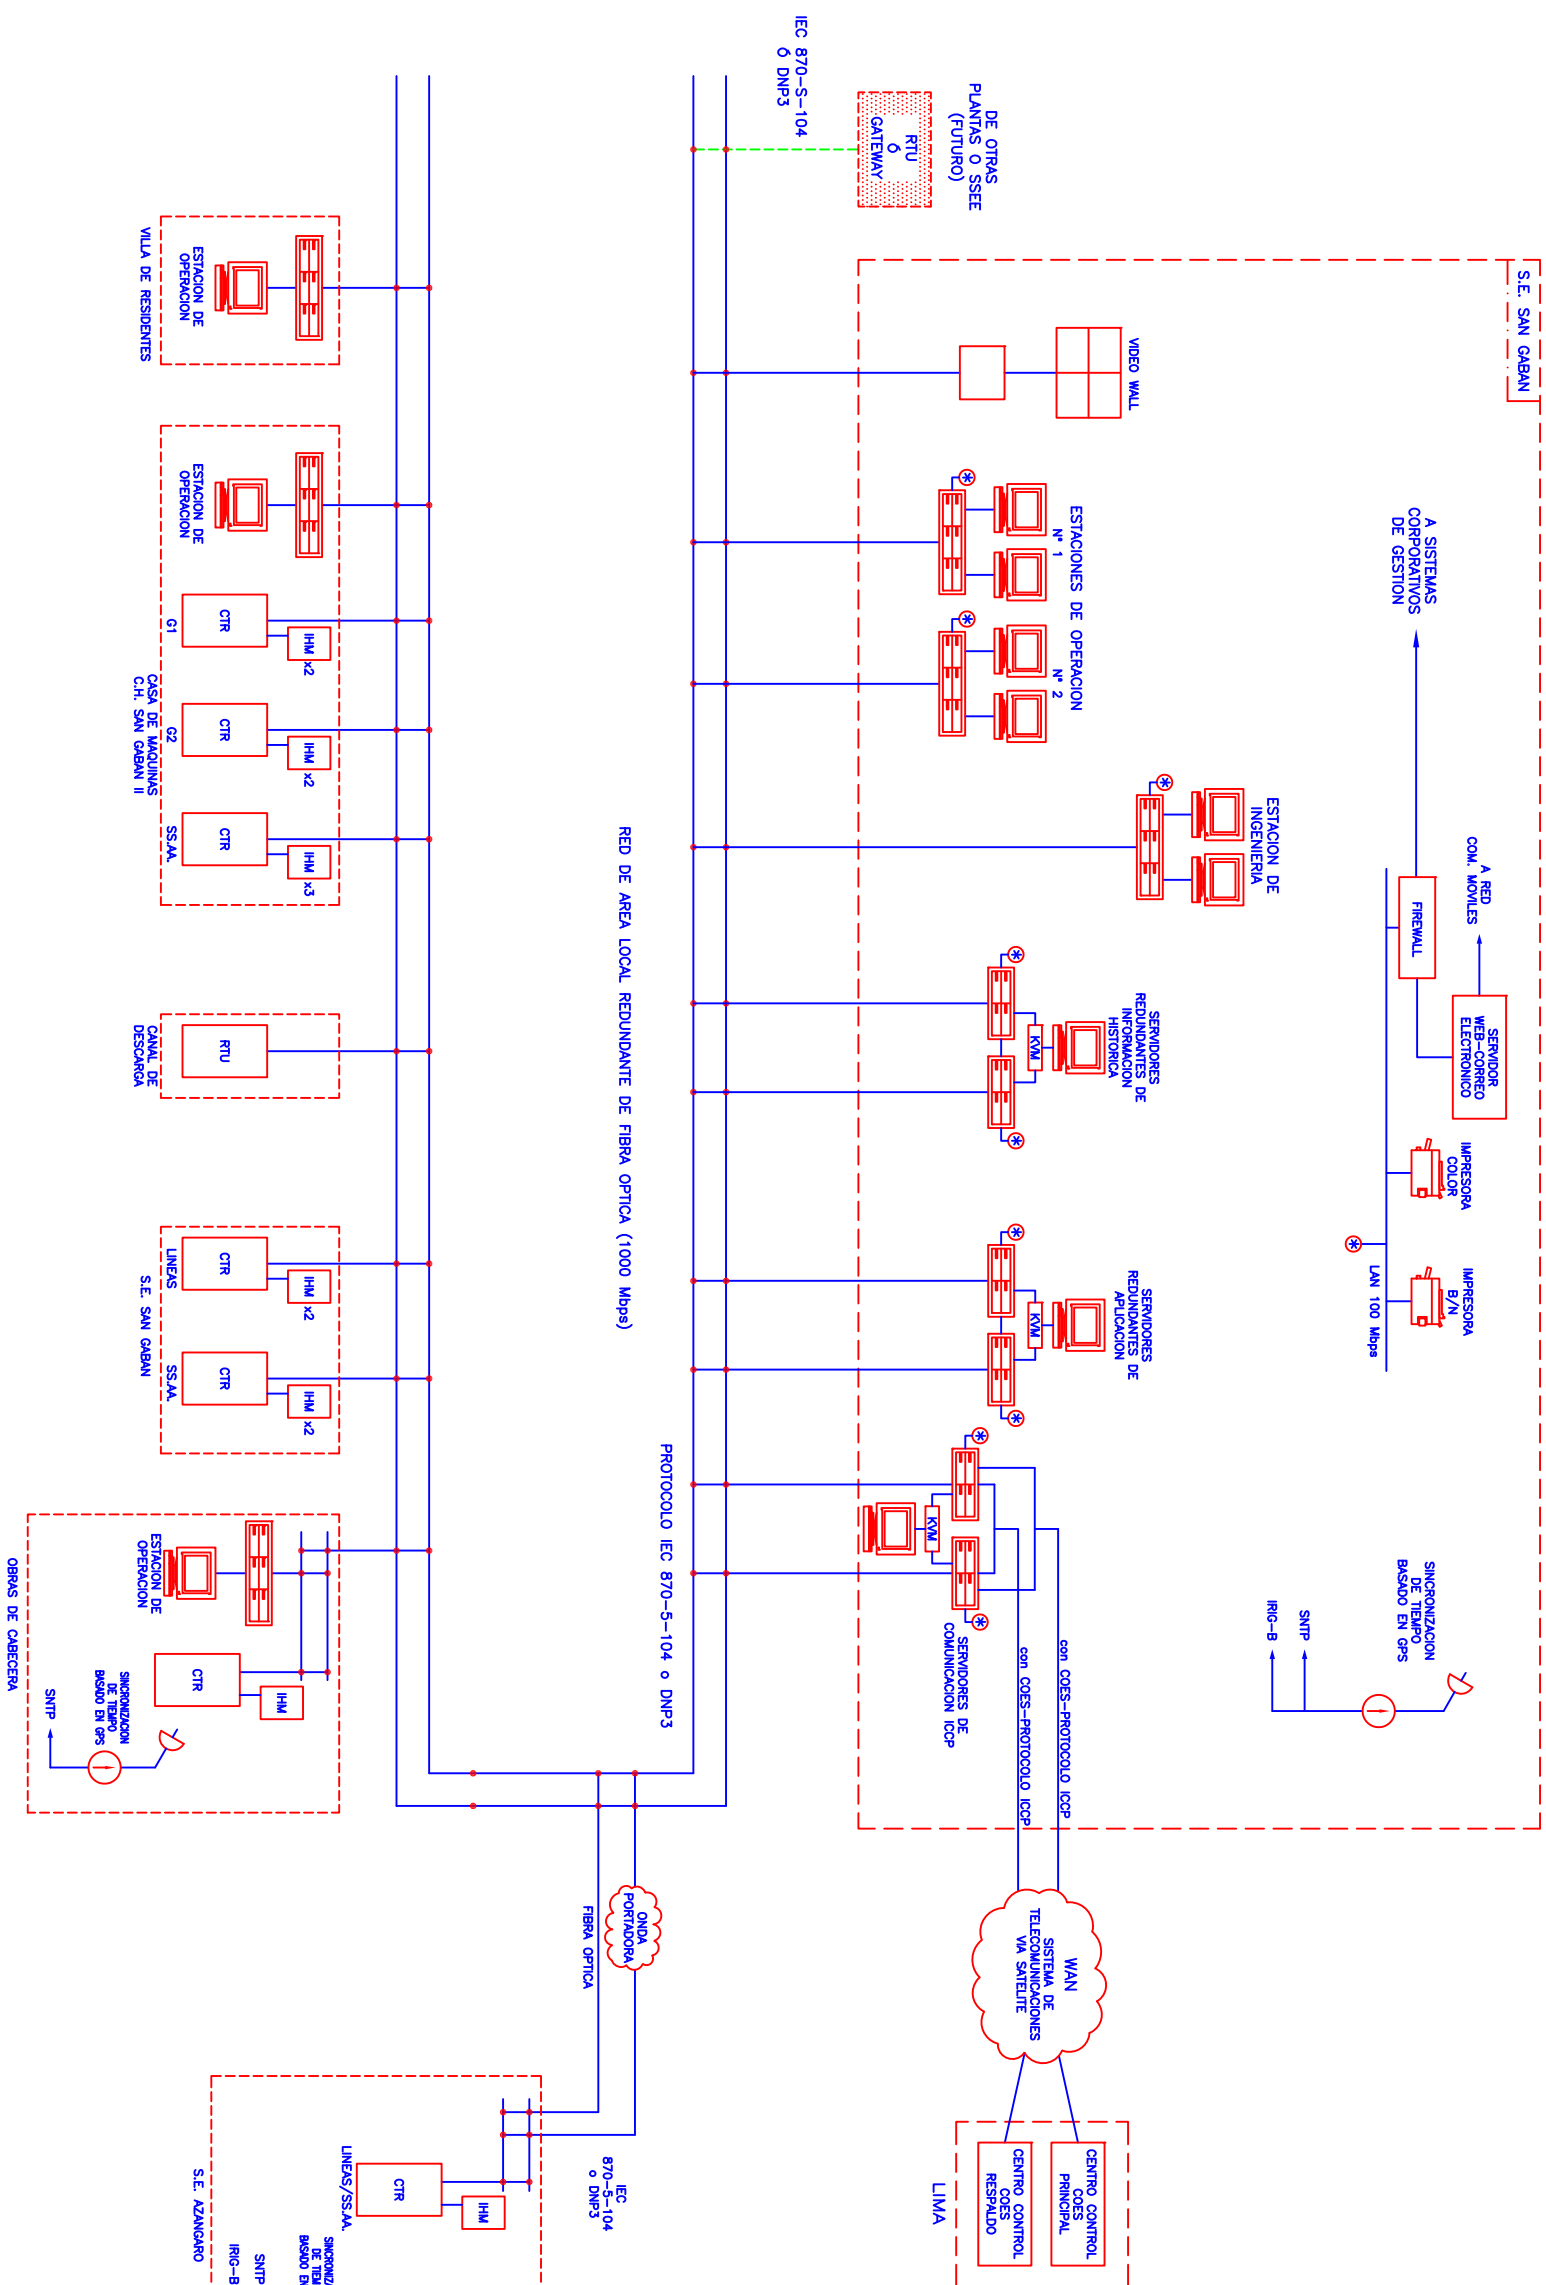 S.E. SAN GABAN
DE OTRAS
PLANTAS O SSEE
(FUTURO)
RTU
Ó
GATEWAY
IEC 870-S-104
Ó DNP3
VIDEO WALL
A SISTEMAS
CORPORATIVOS
DE GESTION
ESTACIONES DE OPERACION
N° 1
N° 2
ESTACION DE
INGENIERIA
A RED
COM. MOVILES
FIREWALL
SERVIDOR
WEB-CORREO
ELECTRONICO
IMPRESORA
COLOR
IMPRESORA
B/N
LAN 100 Mbps
SERVIDORES
REDUNDANTES DE
INFORMACION
HISTORICA
KVM
SERVIDORES
REDUNDANTES DE
APLICACION
KVM
KVM
SERVIDORES DE
COMUNICACION ICCP
SINCRONIZACION
DE TIEMPO
BASADO EN GPS
SNTP
IRIG-B
con COES-PROTOCOLO ICCP
con COES-PROTOCOLO ICCP
WAN
SISTEMA DE
TELECOMUNICACIONES
VIA SATELITE
CENTRO CONTROL
COES
PRINCIPAL
CENTRO CONTROL
COES
RESPALDO
LIMA
RED DE AREA LOCAL REDUNDANTE DE FIBRA OPTICA (1000 Mbps)
PROTOCOLO IEC 870-5-104 o DNP3
ONDA
PORTADORA
FIBRA OPTICA
IEC
870-5-104
o DNP3
ESTACION DE
OPERACION
VILLA DE RESIDENTES
ESTACION DE
OPERACION
CTR
IHM x2
G1
CTR
IHM x2
G2
CTR
IHM x3
SS.AA.
CASA DE MAQUINAS
C.H. SAN GABAN II
RTU
CANAL DE
DESCARGA
CTR
IHM x2
LINEAS
CTR
IHM x2
SS.AA.
S.E. SAN GABAN
ESTACION DE
OPERACION
CTR
IHM
SINCRONIZACION
DE TIEMPO
BASADO EN GPS
SNTP
OBRAS DE CABECERA
CTR
IHM
LINEAS/SS.AA.
SINCRONIZA
DE TIEM
BASADO EN
SNTP
IRIG-B
S.E. AZANGARO